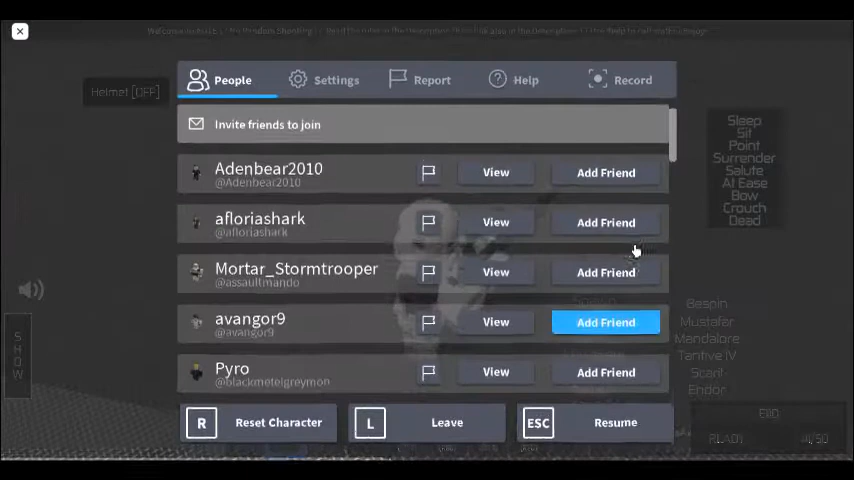 Helmet [OFF]
People
Settings
Report
Help
Record
Invite friends to join
Adenbear2010
@Adenbear2010
View
Add Friend
afloriashark
@afloriashark
View
Add Friend
Mortar_Stormtrooper
@assaultmando
View
Add Friend
avangor9
@avangor9
View
Add Friend
Pyro
@blackmetelgreymon
View
Add Friend
R
Reset Character
L
Leave
ESC
Resume
Sleep
Sit
Point
Surrender
Salute
At Ease
Bow
Crouch
Dead
SHOW
Bespin
Mustafar
Mandalore
Tantive IV
Scarif
Endor